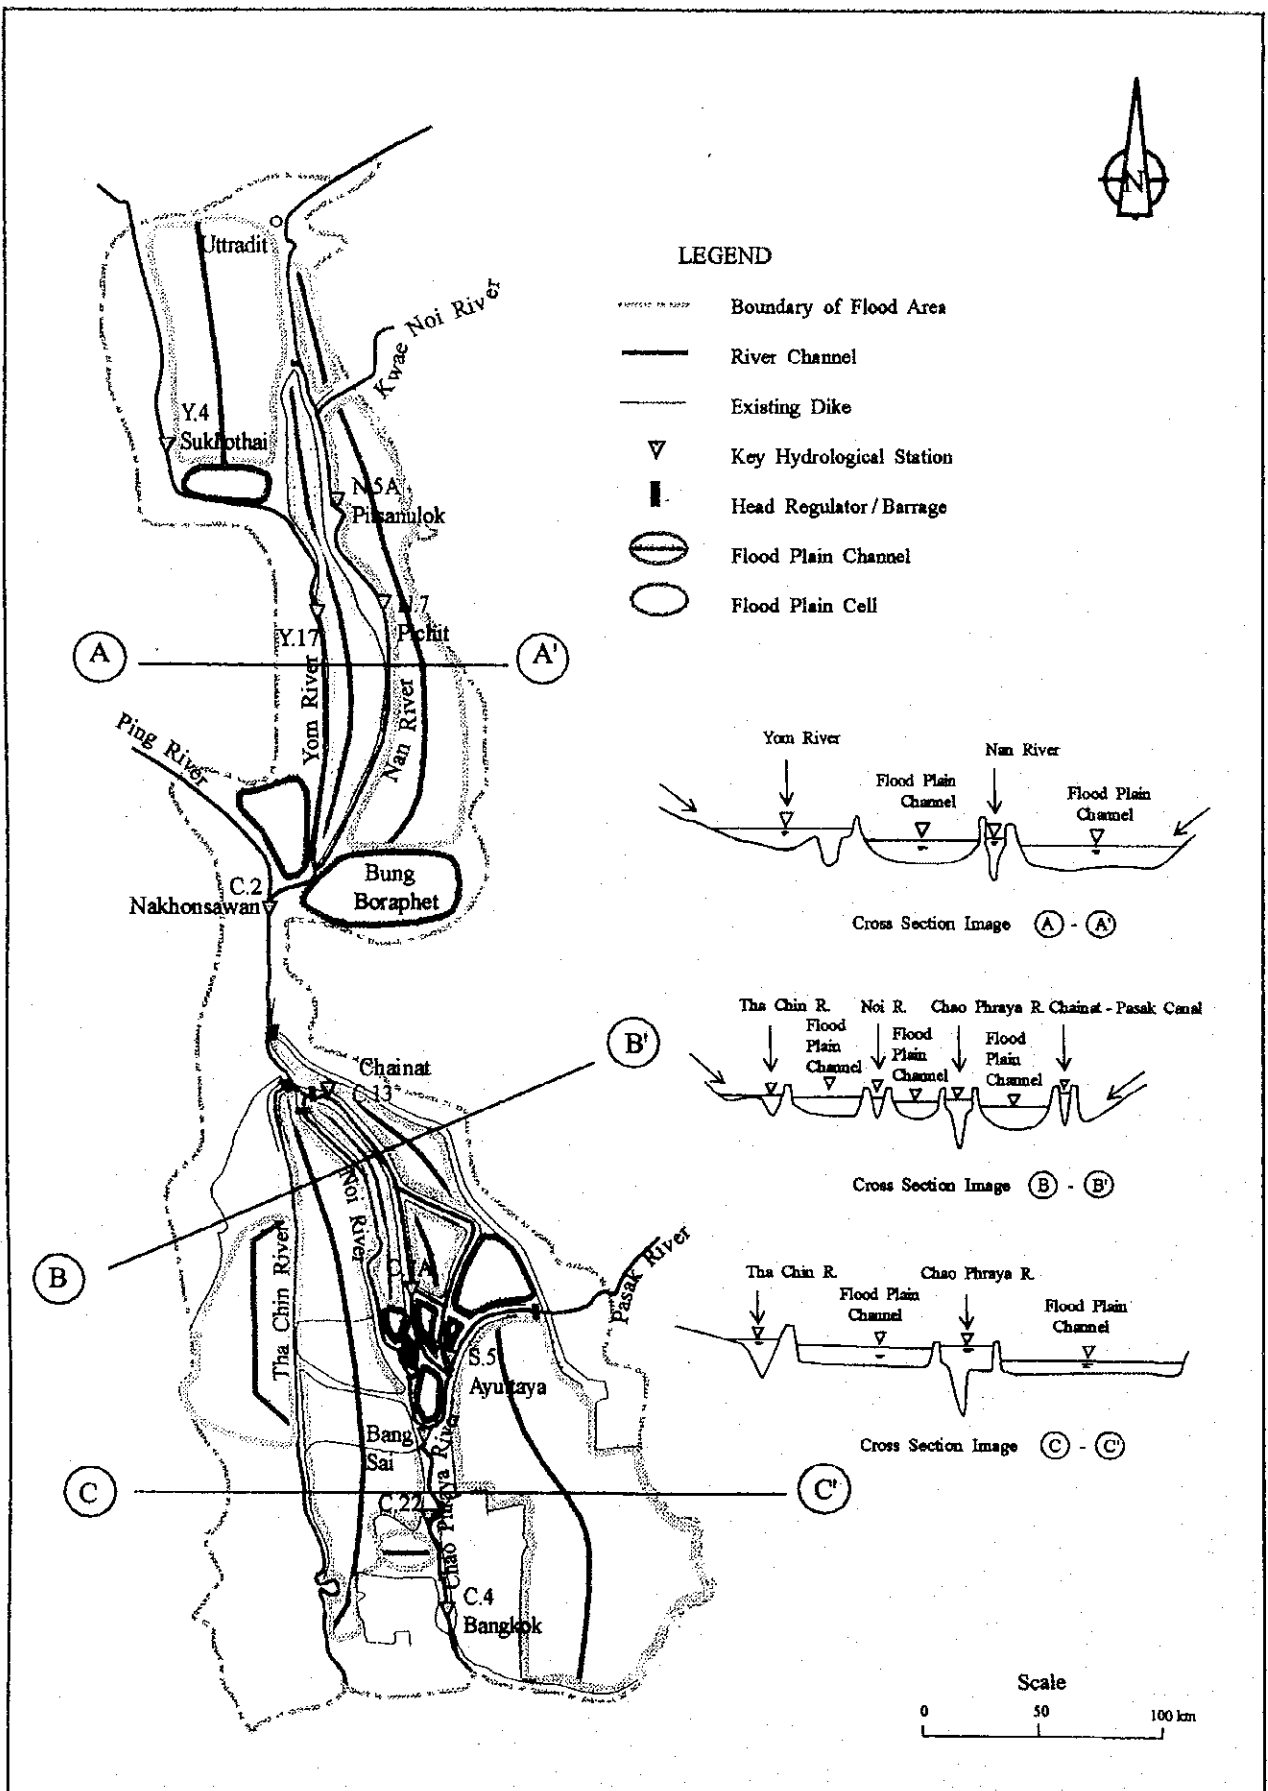 N
LEGEND
Boundary of Flood Area
River Channel
Existing Dike
Key Hydrological Station
Head Regulator / Barrage
Flood Plain Channel
Flood Plain Cell
Uttradit
Kwae Noi River
Y.4
Sukhothai
N.5A
Pitsanulok
N.7
Pichit
Y.17
A
A'
Yom River
Nan River
Ping River
Bung
Boraphet
C.2
Nakhonsawan
Chainat
C.13
B'
B
Noi River
Tha Chin River
Pasak River
S.5
Ayuttaya
Bang
Sai
Chao Phraya River
C
C'
C.22
C.4
Bangkok
Yom River
Nan River
Flood Plain
Channel
Flood Plain
Channel
Cross Section Image A - A'
Tha Chin R.
Noi R.
Chao Phraya R.
Chainat - Pasak Canal
Flood
Plain
Channel
Flood
Plain
Channel
Flood
Plain
Channel
Cross Section Image B - B'
Tha Chin R.
Chao Phraya R.
Flood Plain
Channel
Flood Plain
Channel
Cross Section Image C - C'
Scale
0 50 100 km